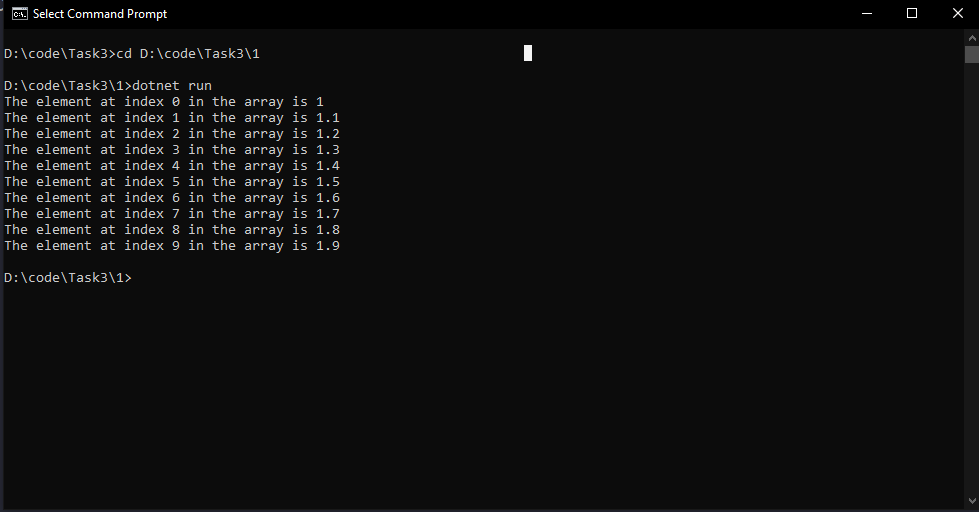 Select Command Prompt
D:\code\Task3>cd D:\code\Task3\1
D:\code\Task3\1>dotnet run
The element at index 0 in the array is 1
The element at index 1 in the array is 1.1
The element at index 2 in the array is 1.2
The element at index 3 in the array is 1.3
The element at index 4 in the array is 1.4
The element at index 5 in the array is 1.5
The element at index 6 in the array is 1.6
The element at index 7 in the array is 1.7
The element at index 8 in the array is 1.8
The element at index 9 in the array is 1.9
D:\code\Task3\1>